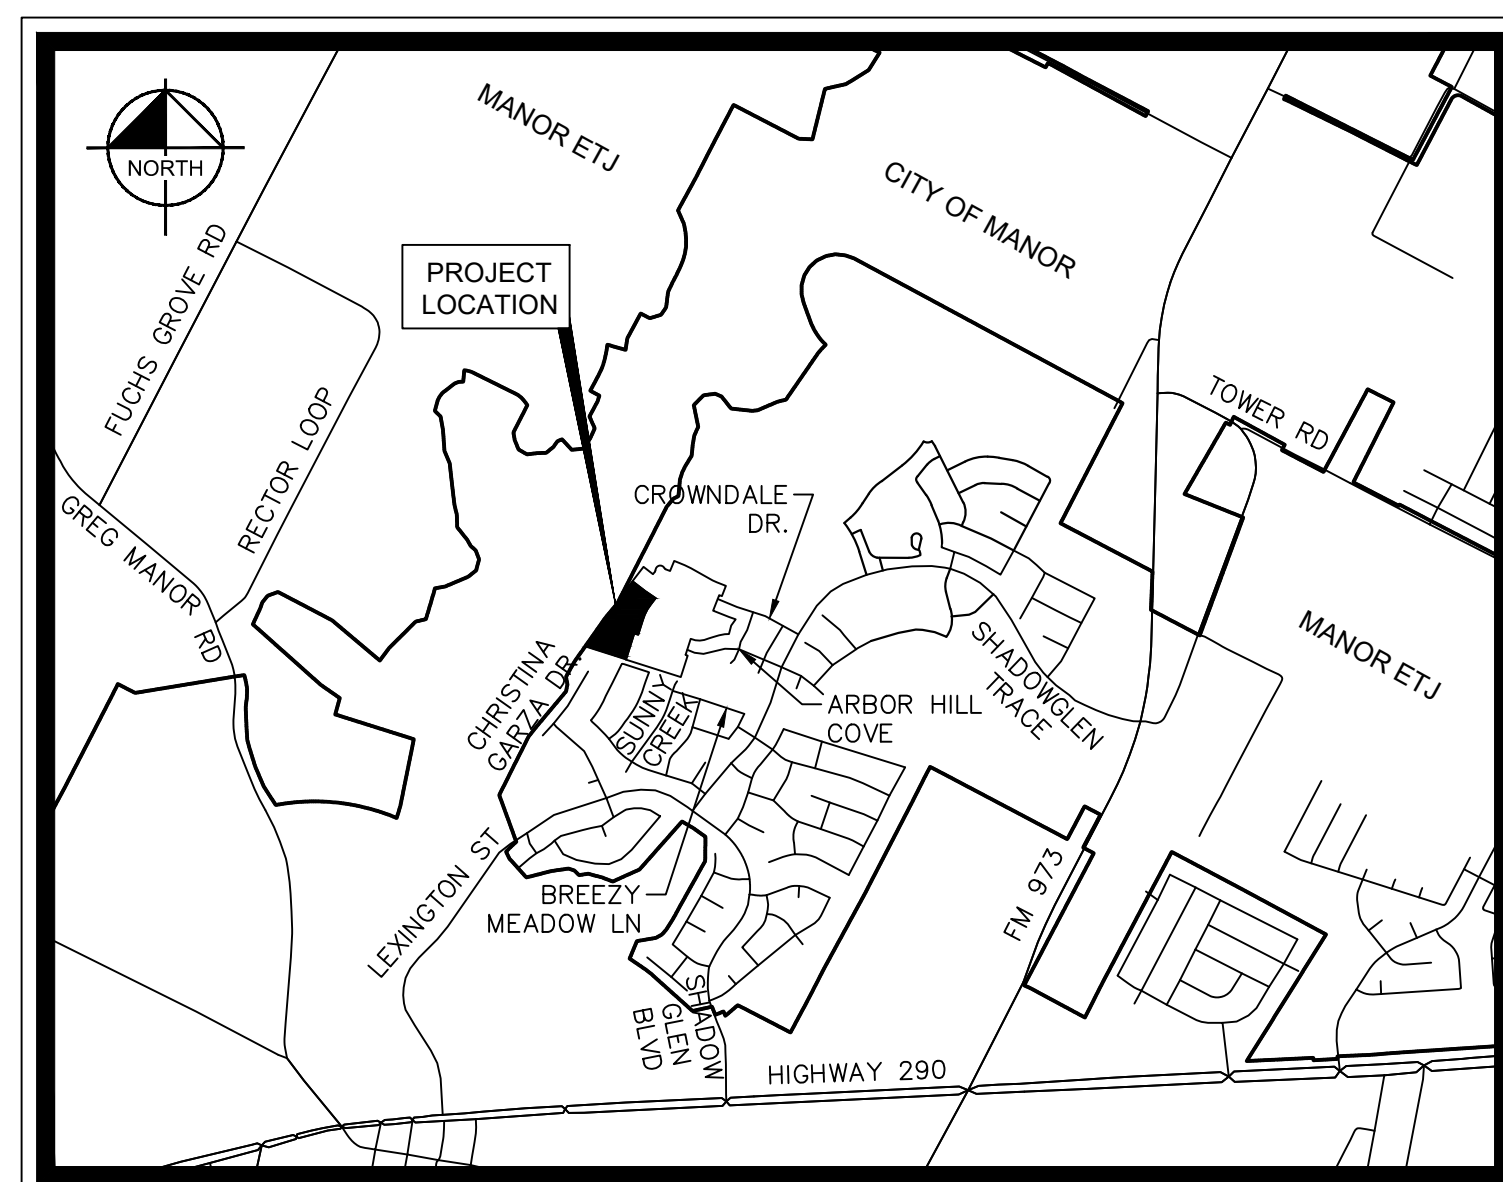 MANOR ETJ
NORTH
CITY OF MANOR
FUCHS GROVE RD
PROJECT
LOCATION
RECTOR LOOP
TOWER RD
CROWNDALE
DR.
GREG MANOR RD
CHRISTINA
GARZA DR.
SUNNY
CREEK
SHADOWGLEN
TRACE
MANOR ETJ
ARBOR HILL
COVE
LEXINGTON ST
BREEZY
MEADOW LN
FM 973
SHADOW
GLEN
BLVD
HIGHWAY 290